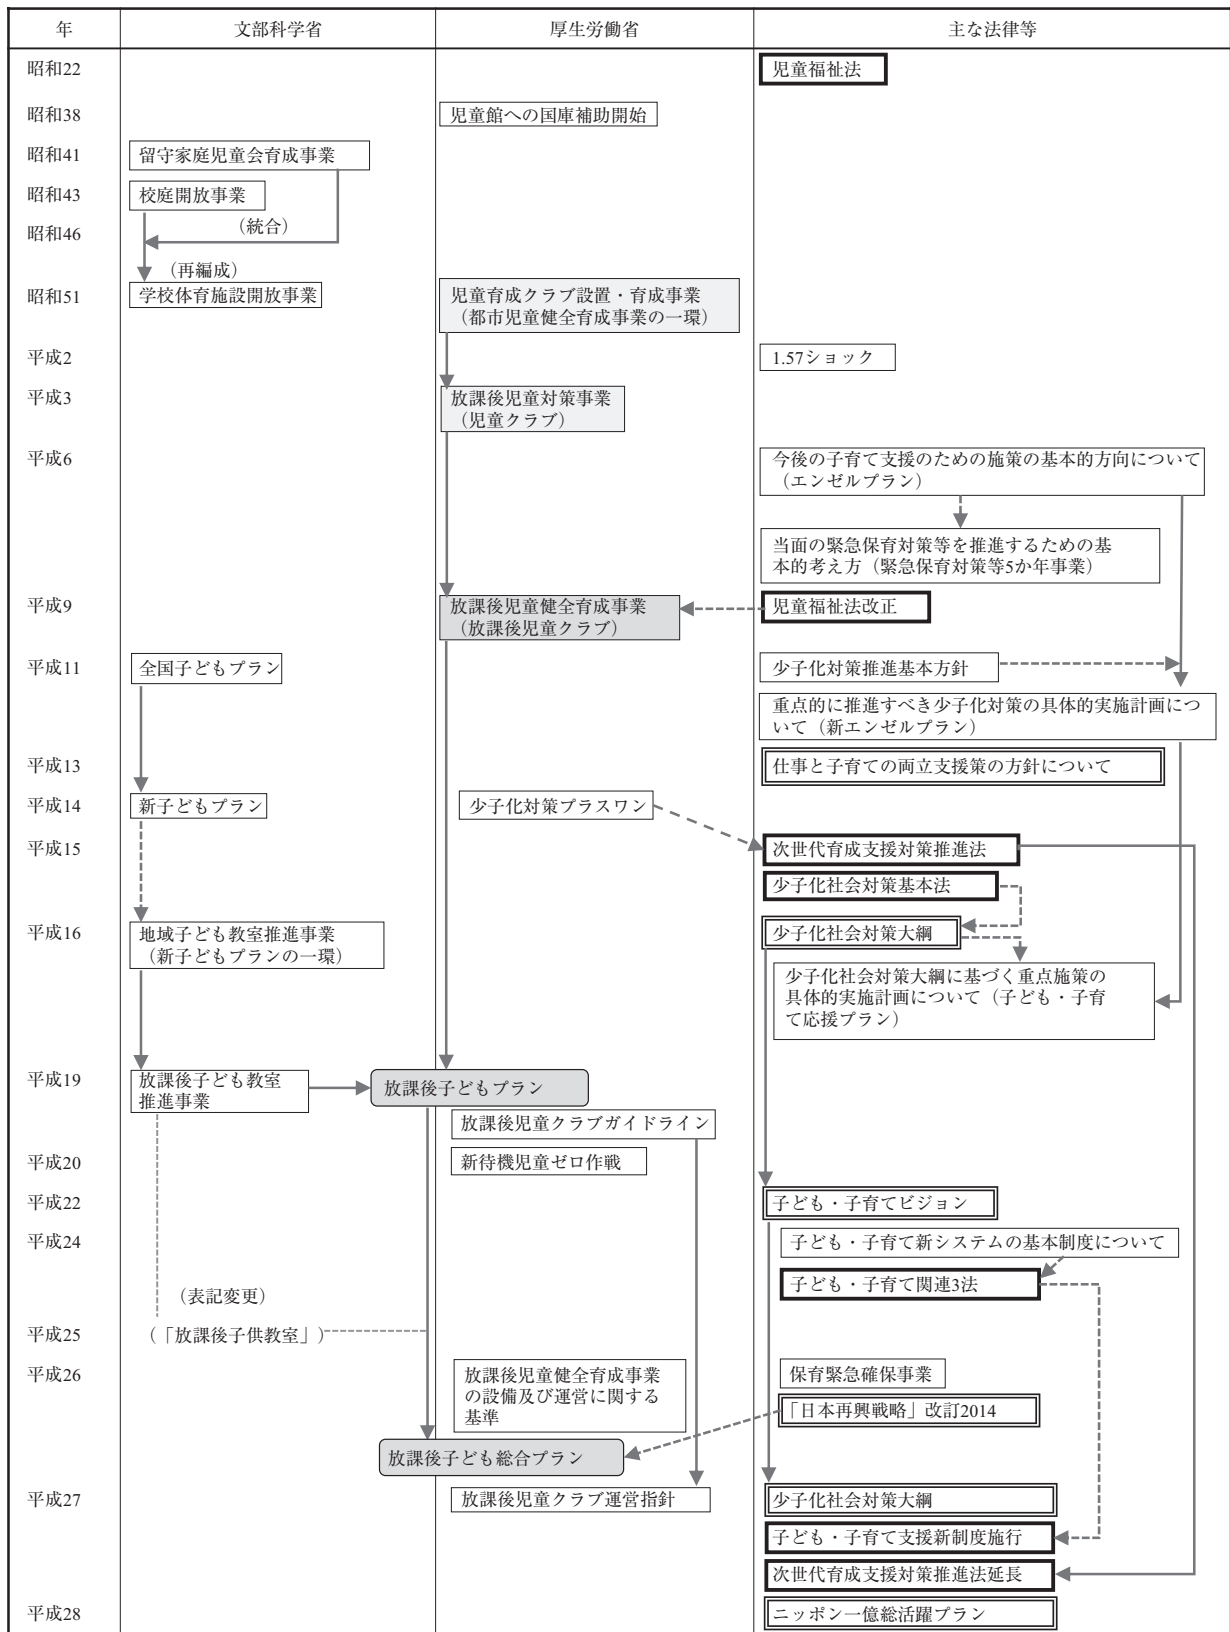 年
文部科学省
厚生労働省
主な法律等
昭和22
児童福祉法
昭和38
児童館への国庫補助開始
昭和41
留守家庭児童会育成事業
昭和43
校庭開放事業
昭和46
（統合）
（再編成）
昭和51
学校体育施設開放事業
児童育成クラブ設置・育成事業
（都市児童健全育成事業の一環）
平成2
1.57ショック
平成3
放課後児童対策事業
（児童クラブ）
平成6
今後の子育て支援のための施策の基本的方向について
（エンゼルプラン）
当面の緊急保育対策等を推進するための基
本的考え方（緊急保育対策等5か年事業）
平成9
放課後児童健全育成事業
（放課後児童クラブ）
児童福祉法改正
平成11
全国子どもプラン
少子化対策推進基本方針
重点的に推進すべき少子化対策の具体的実施計画につ
いて（新エンゼルプラン）
平成13
仕事と子育ての両立支援策の方針について
平成14
新子どもプラン
少子化対策プラスワン
平成15
次世代育成支援対策推進法
少子化社会対策基本法
平成16
地域子ども教室推進事業
（新子どもプランの一環）
少子化社会対策大綱
少子化社会対策大綱に基づく重点施策の
具体的実施計画について（子ども・子育
て応援プラン）
平成19
放課後子ども教室
推進事業
放課後子どもプラン
放課後児童クラブガイドライン
平成20
新待機児童ゼロ作戦
平成22
子ども・子育てビジョン
平成24
子ども・子育て新システムの基本制度について
子ども・子育て関連3法
（表記変更）
平成25
（「放課後子供教室」）
平成26
放課後児童健全育成事業
の設備及び運営に関する
基準
保育緊急確保事業
「日本再興戦略」改訂2014
放課後子ども総合プラン
平成27
放課後児童クラブ運営指針
少子化社会対策大綱
子ども・子育て支援新制度施行
次世代育成支援対策推進法延長
平成28
ニッポン一億総活躍プラン